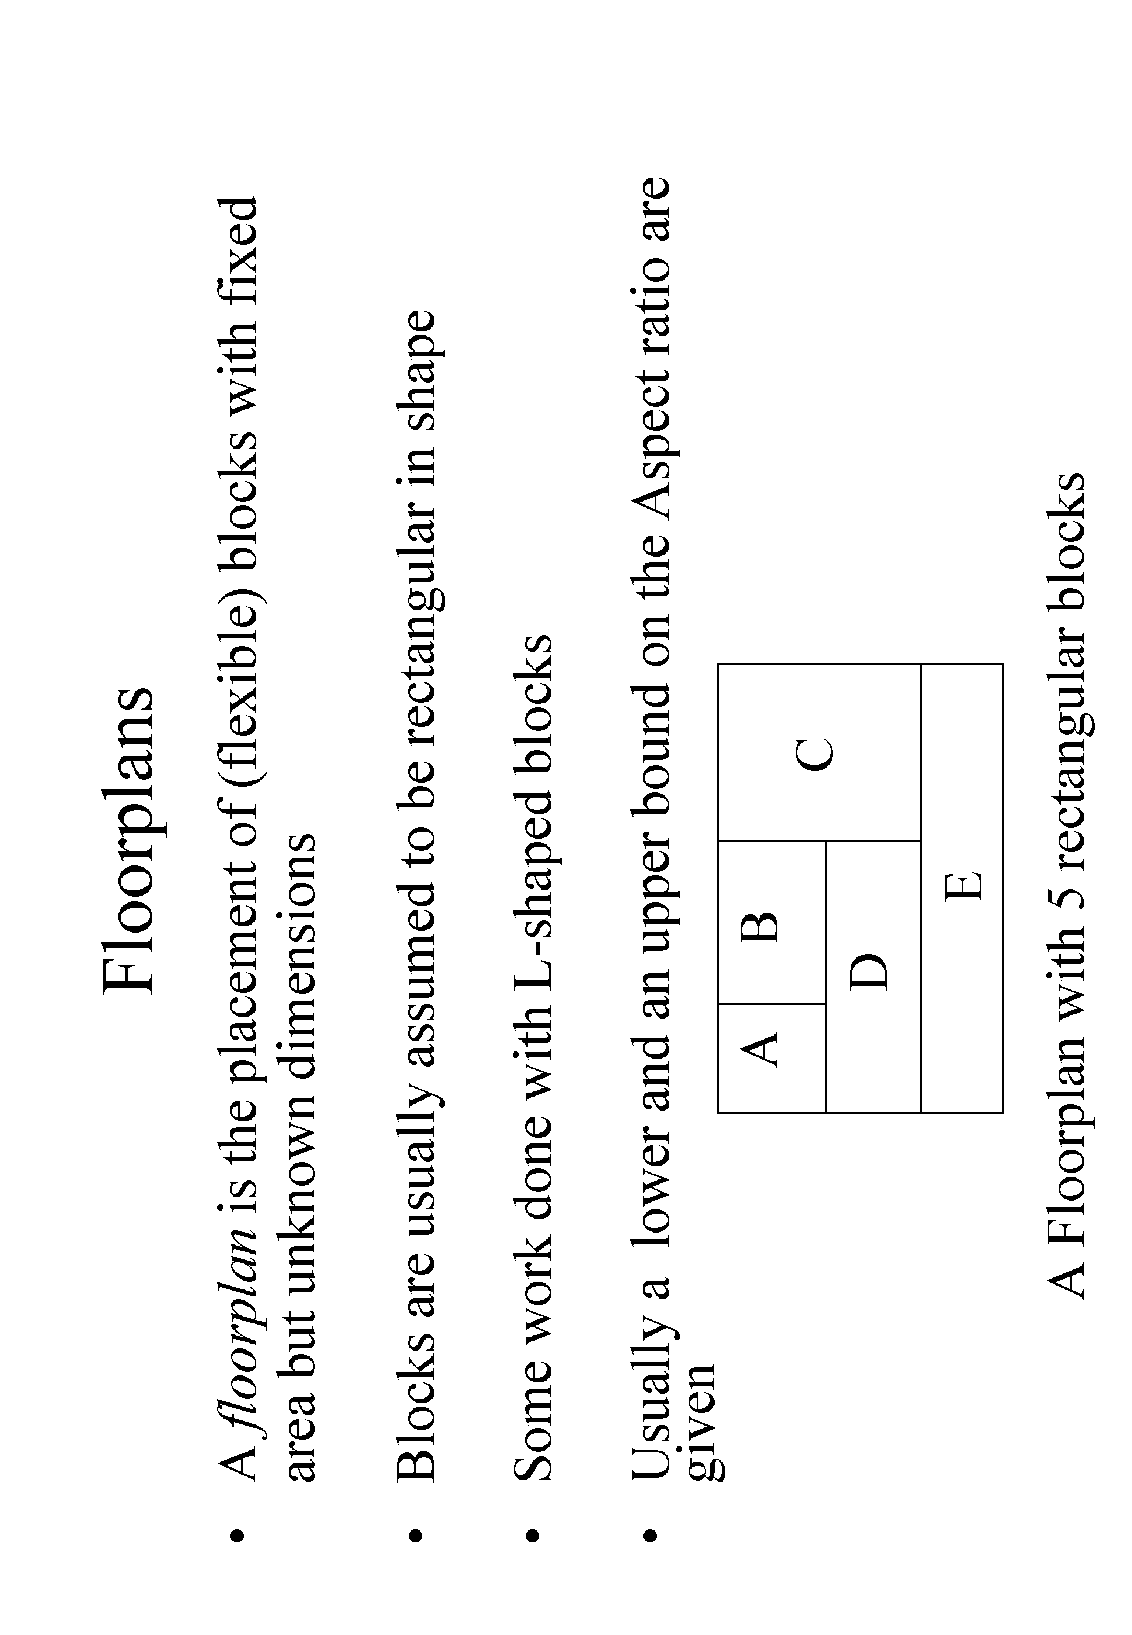 Floorplans
• A floorplan is the placement of (flexible) blocks with fixed
area but unknown dimensions
• Blocks are usually assumed to be rectangular in shape
• Some work done with L-shaped blocks
• Usually a lower and an upper bound on the Aspect ratio are
given
A B C
D
E
A Floorplan with 5 rectangular blocks